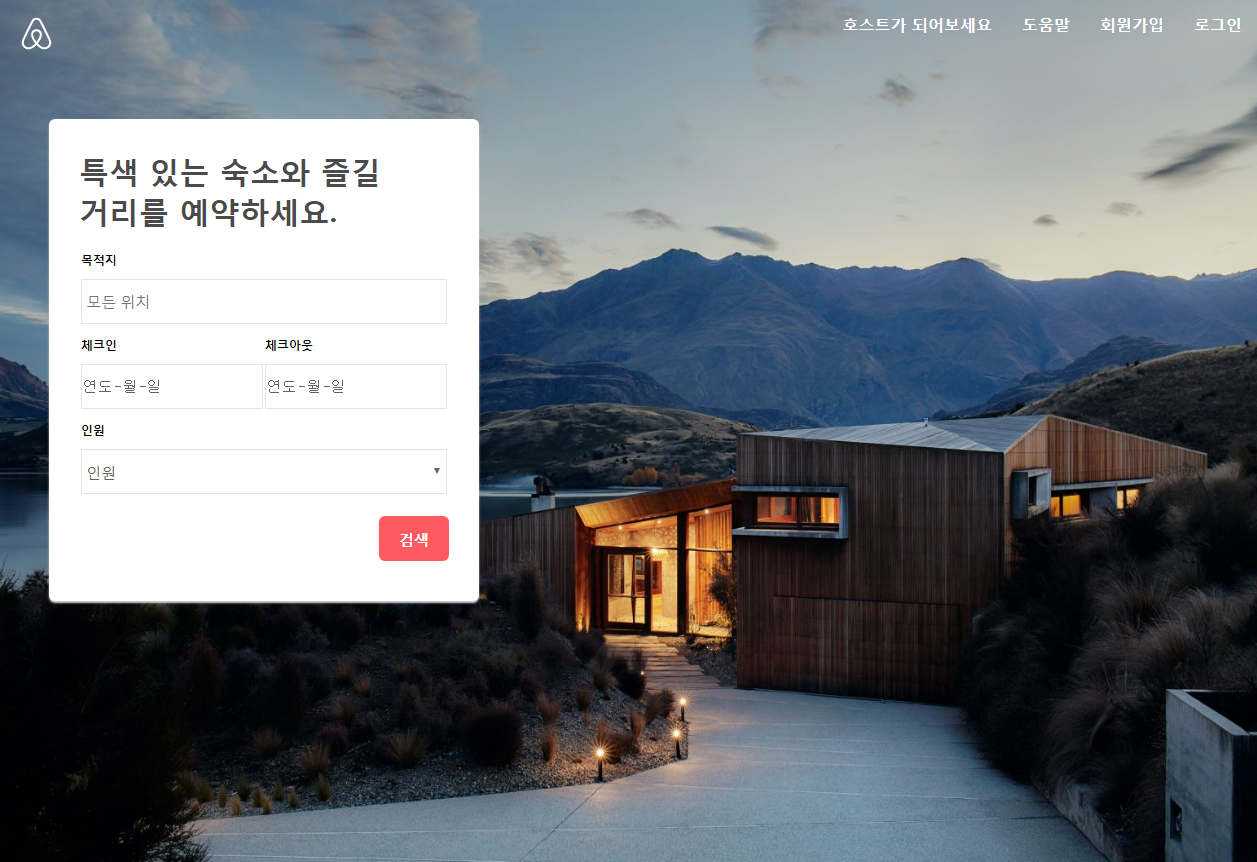 호스트가 되어보세요 도움말 회원가입 로그인
특색 있는 숙소와 즐길
거리를 예약하세요.
목적지
모든 위치
체크인 체크아웃
연도-월-일 연도-월-일
인원
인원
검색